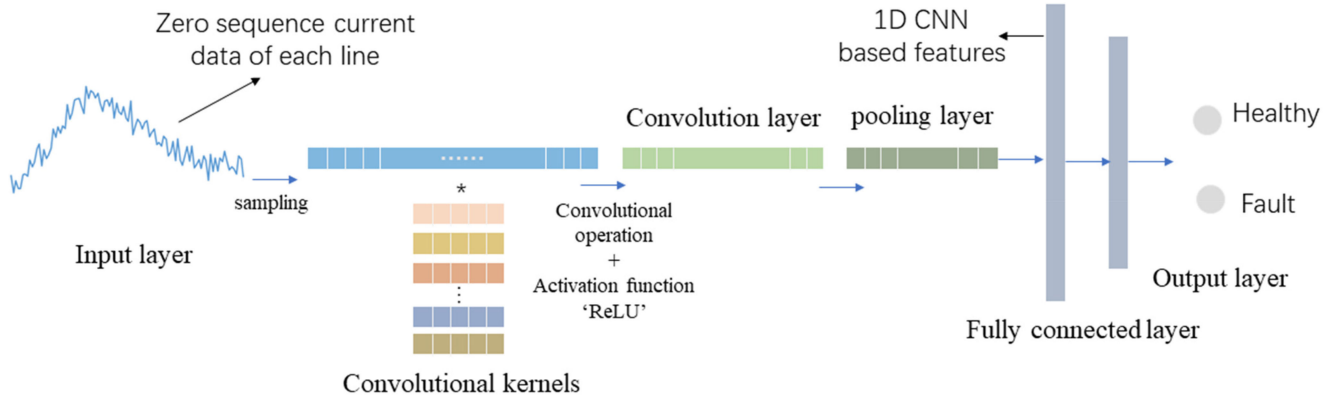 Zero sequence current
data of each line
sampling
Input layer
......
*
Convolutional kernels
Convolutional
operation
+
Activation function
‘ReLU’
Convolution layer
pooling layer
1D CNN
based features
Fully connected layer
Healthy
Fault
Output layer